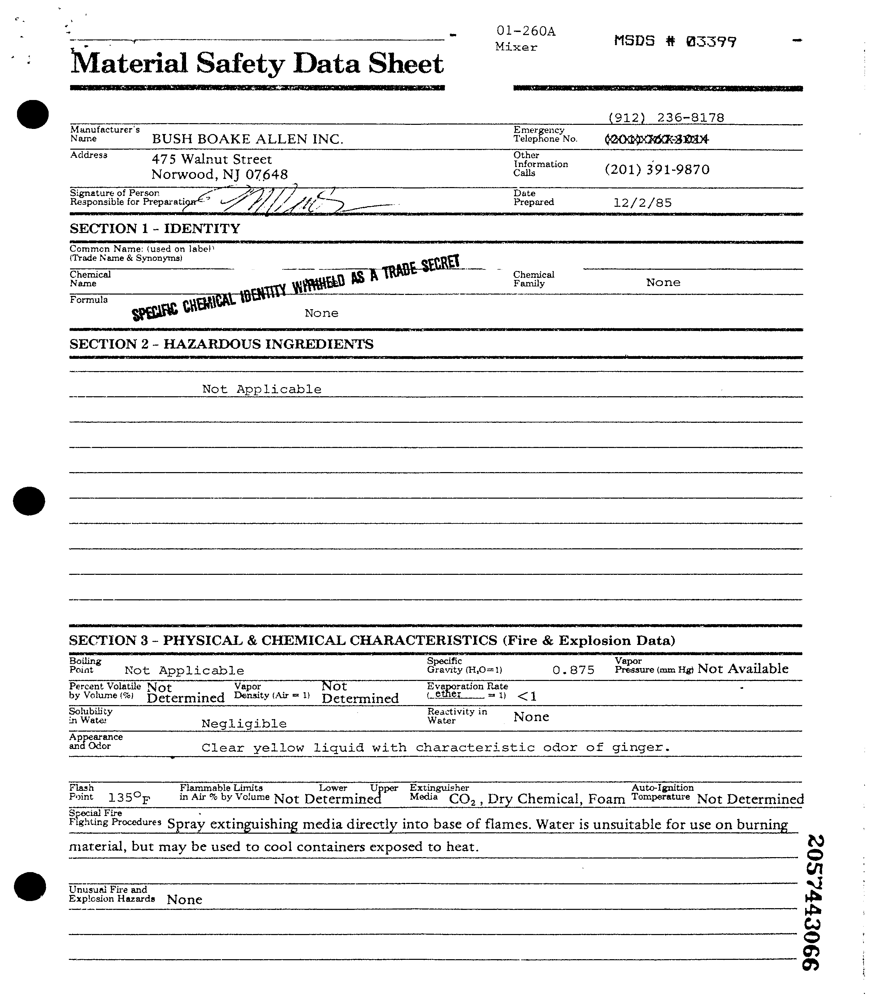 01-260A
Mixer
MSDS # 03399
Material Safety Data Sheet
(912) 236-8178
Manufacturer's
Name BUSH BOAKE ALLEN INC.
Emergency
Telephone No.
Address 475 Walnut Street
Norwood, NJ 07648
Other
Information
Calls (201) 391-9870
Signature of Person
Responsible for Preparation
Date
Prepared 12/2/85
SECTION 1 - IDENTITY
Common Name: (used on label)
(Trade Name & Synonyms)
Chemical
Name
SPECIFIC CHEMICAL IDENTITY WITHHELD AS A TRADE SECRET
Chemical
Family None
Formula
None
SECTION 2 - HAZARDOUS INGREDIENTS
Not Applicable
SECTION 3 - PHYSICAL & CHEMICAL CHARACTERISTICS (Fire & Explosion Data)
Boiling
Point Not Applicable
Specific
Gravity (H₂O=1) 0.875
Vapor
Pressure (mm Hg) Not Available
Percent Volatile
by Volume (%) Not
Determined
Vapor
Density (Air = 1) Not
Determined
Evaporation Rate
( ether = 1) <1
Solubility
in Water Negligible
Reactivity in
Water None
Appearance
and Odor Clear yellow liquid with characteristic odor of ginger.
Flash
Point 135°F
Flammable Limits
in Air % by Volume Not Determined
Lower Upper
Extinguisher
Media CO₂ , Dry Chemical, Foam
Auto-Ignition
Temperature Not Determined
Special Fire
Fighting Procedures Spray extinguishing media directly into base of flames. Water is unsuitable for use on burning
material, but may be used to cool containers exposed to heat.
Unusual Fire and
Explosion Hazards None
2057443066